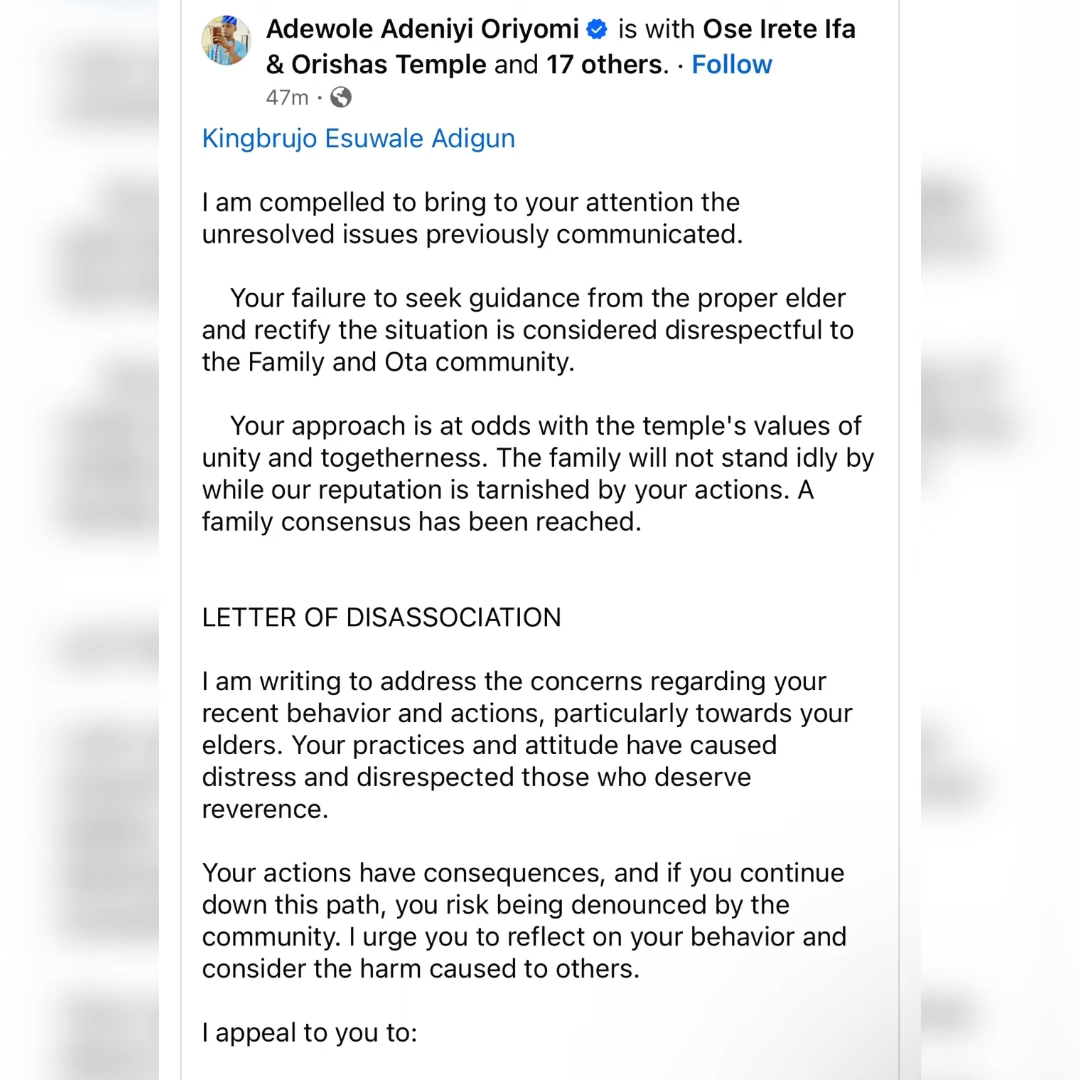 Adewole Adeniyi Oriyomi is with Ose Irete Ifa
& Orishas Temple and 17 others. · Follow
47m ·
Kingbrujo Esuwale Adigun
I am compelled to bring to your attention the
unresolved issues previously communicated.
Your failure to seek guidance from the proper elder
and rectify the situation is considered disrespectful to
the Family and Ota community.
Your approach is at odds with the temple's values of
unity and togetherness. The family will not stand idly by
while our reputation is tarnished by your actions. A
family consensus has been reached.
LETTER OF DISASSOCIATION
I am writing to address the concerns regarding your
recent behavior and actions, particularly towards your
elders. Your practices and attitude have caused
distress and disrespected those who deserve
reverence.
Your actions have consequences, and if you continue
down this path, you risk being denounced by the
community. I urge you to reflect on your behavior and
consider the harm caused to others.
I appeal to you to: